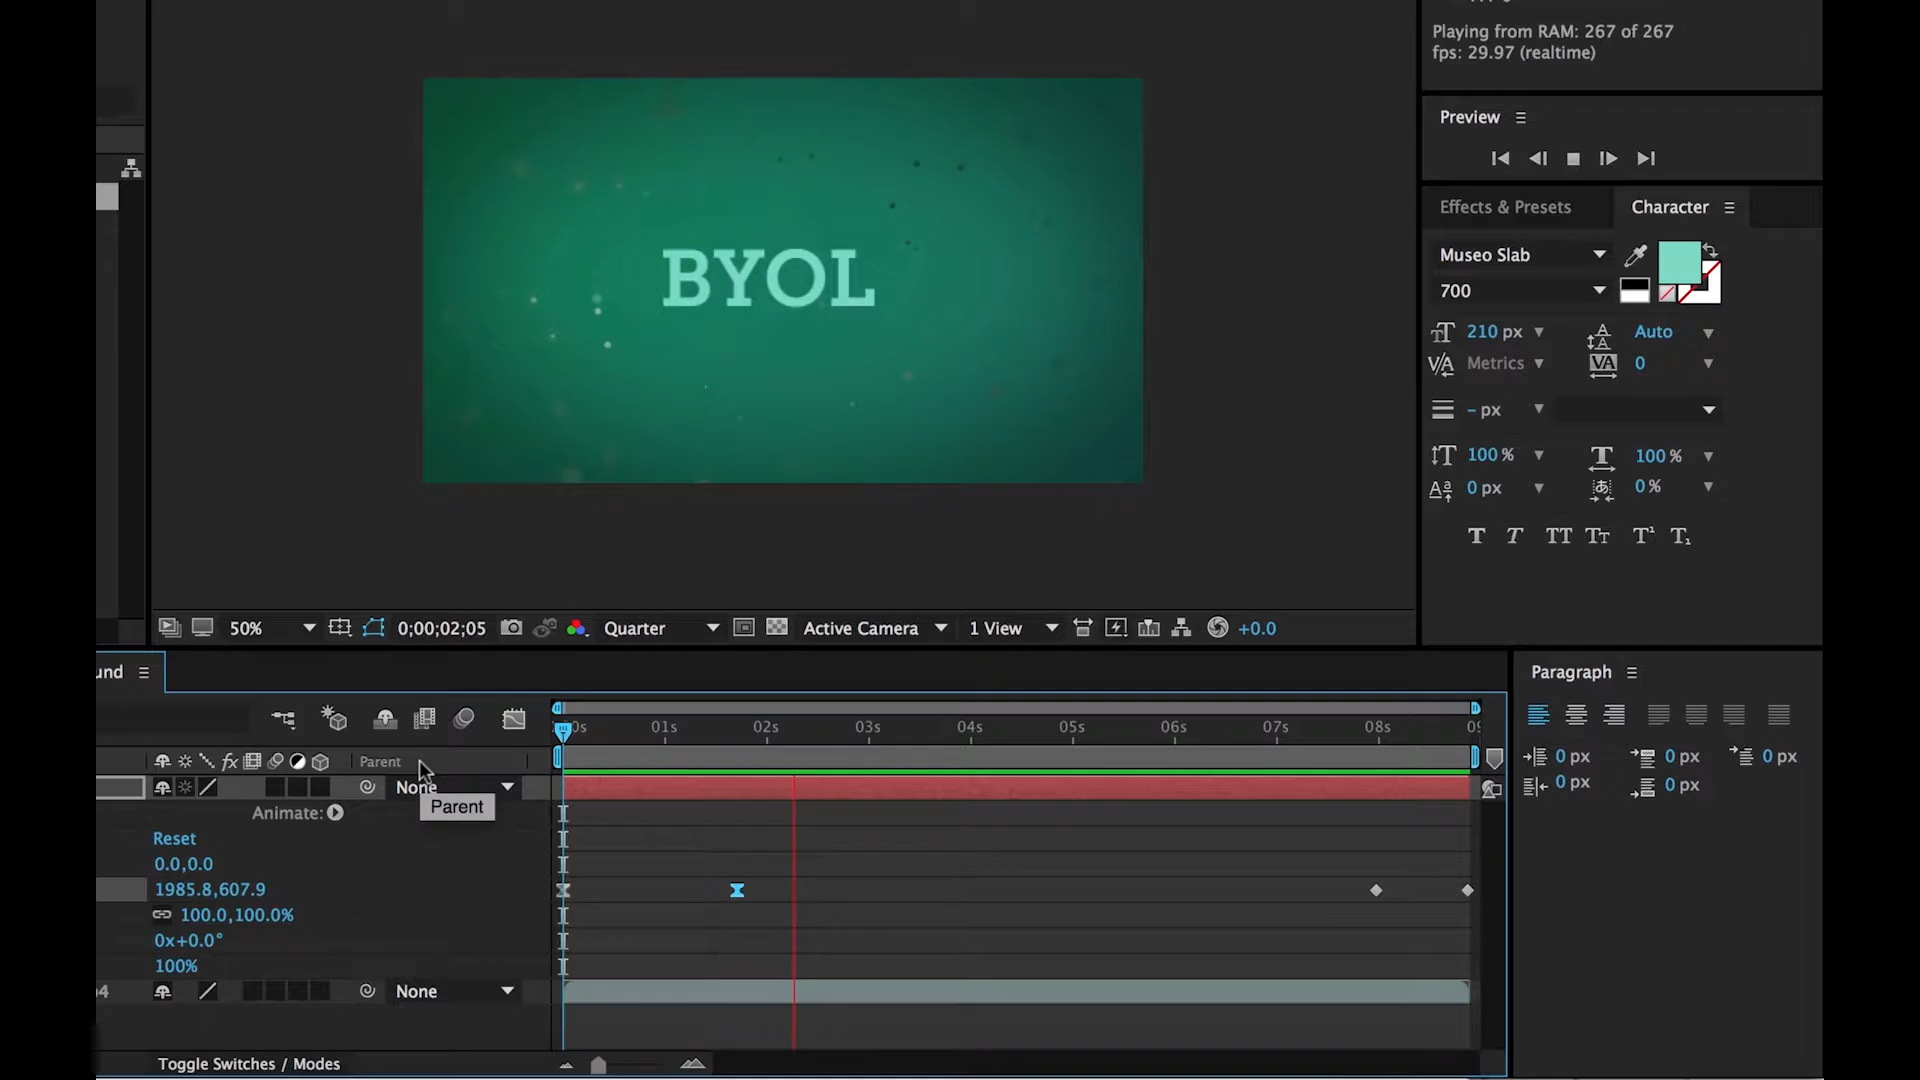 Playing from RAM: 267 of 267
fps: 29.97 (realtime)
Preview
Effects & Presets
Character
Museo Slab
700
210 px
Auto
Metrics
0
- px
100 %
100 %
0 px
0 %
BYOL
50%
0;00;02;05
Quarter
Active Camera
1 View
+0.0
und
Paragraph
0s 01s 02s 03s 04s 05s 06s 07s 08s 09
Parent
None
Parent
Animate:
Reset
0.0,0.0
1985.8,607.9
100.0,100.0%
0x+0.0°
100%
04
None
0 px
0 px
0 px
0 px
0 px
Toggle Switches / Modes